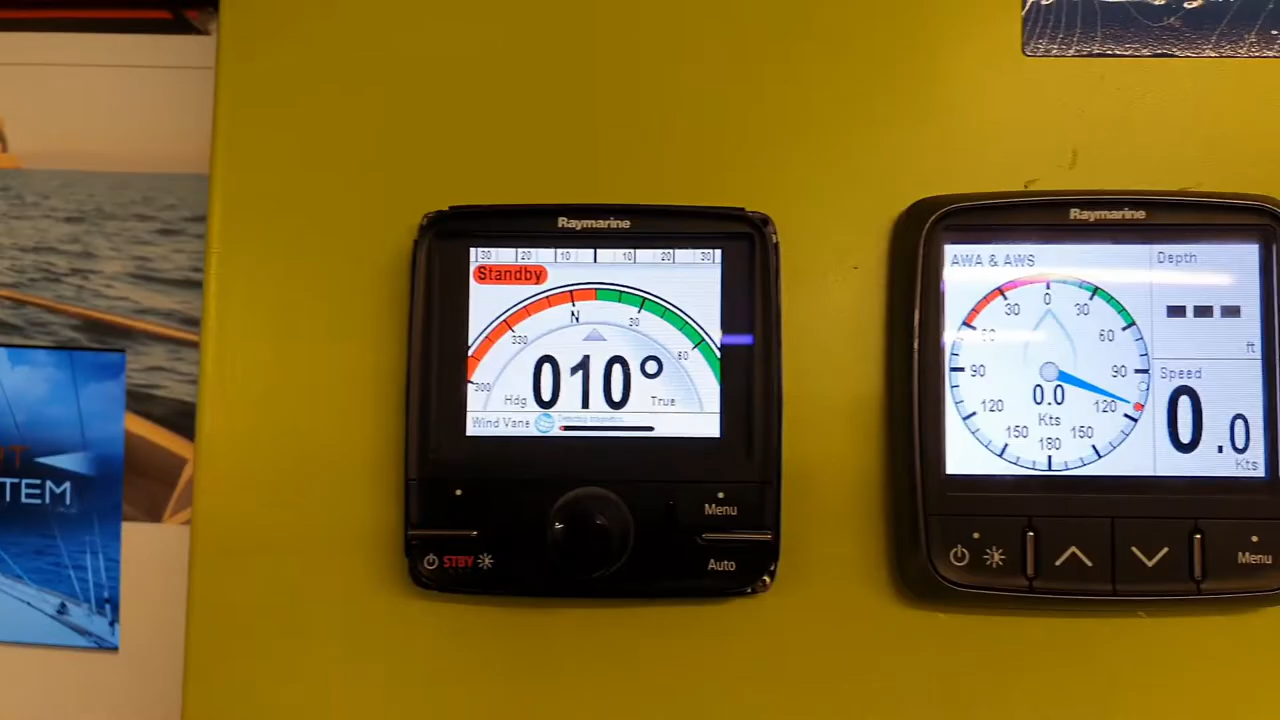 T
TEM
Raymarine
30 20 10 10 20 30
Standby
N
330
30
300
60
010°
Hdg
True
Wind Vane
STBY
Menu
Auto
Raymarine
AWA & AWS
0
30 30
60 60
90 90
120 120
150 150
180
0.0
Kts
Depth
---
ft
Speed
0.0
Kts
Menu